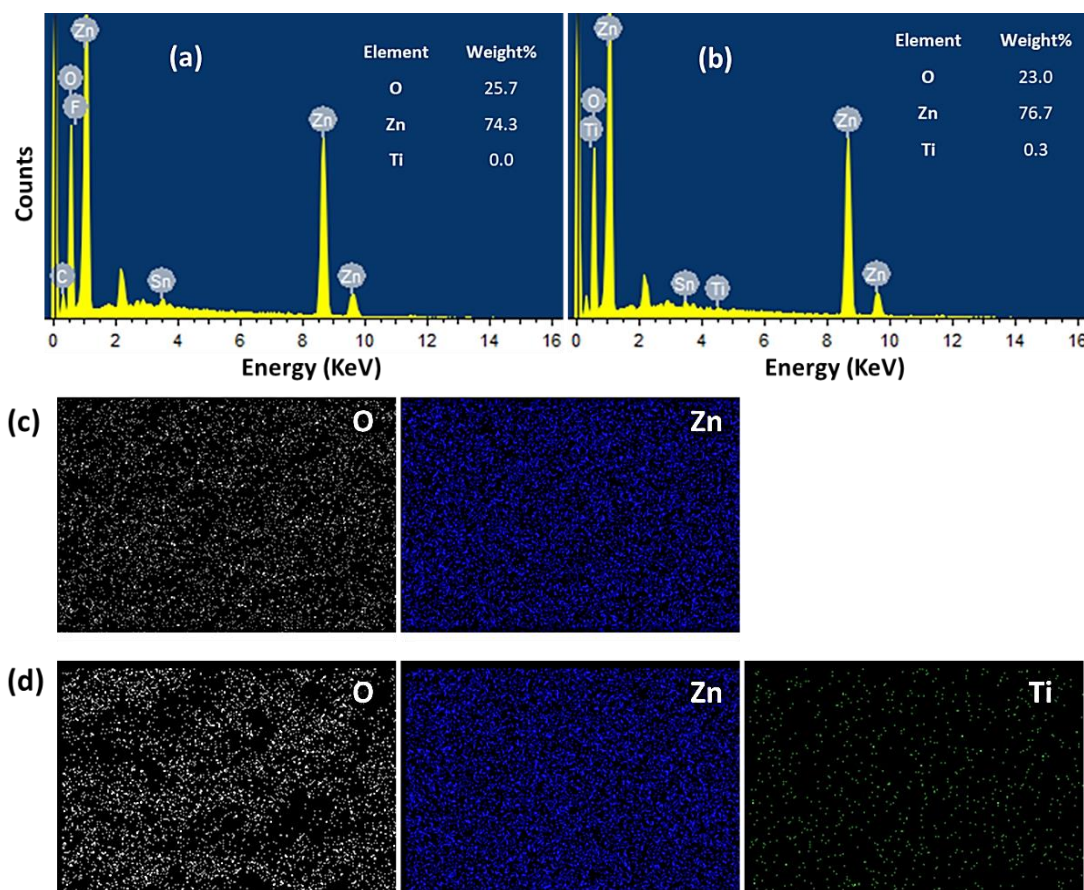 Zn
(a)
Element Weight%
O
O 25.7
F
Zn
Zn 74.3
Ti 0.0
C
Sn
Zn
Counts
0 2 4 6 8 10 12 14 16
Energy (KeV)
Zn
(b)
Element Weight%
O
O 23.0
Ti
Zn
Zn 76.7
Ti 0.3
Sn
Ti
Zn
0 2 4 6 8 10 12 14 16
Energy (KeV)
(c)
O
Zn
(d)
O
Zn
Ti